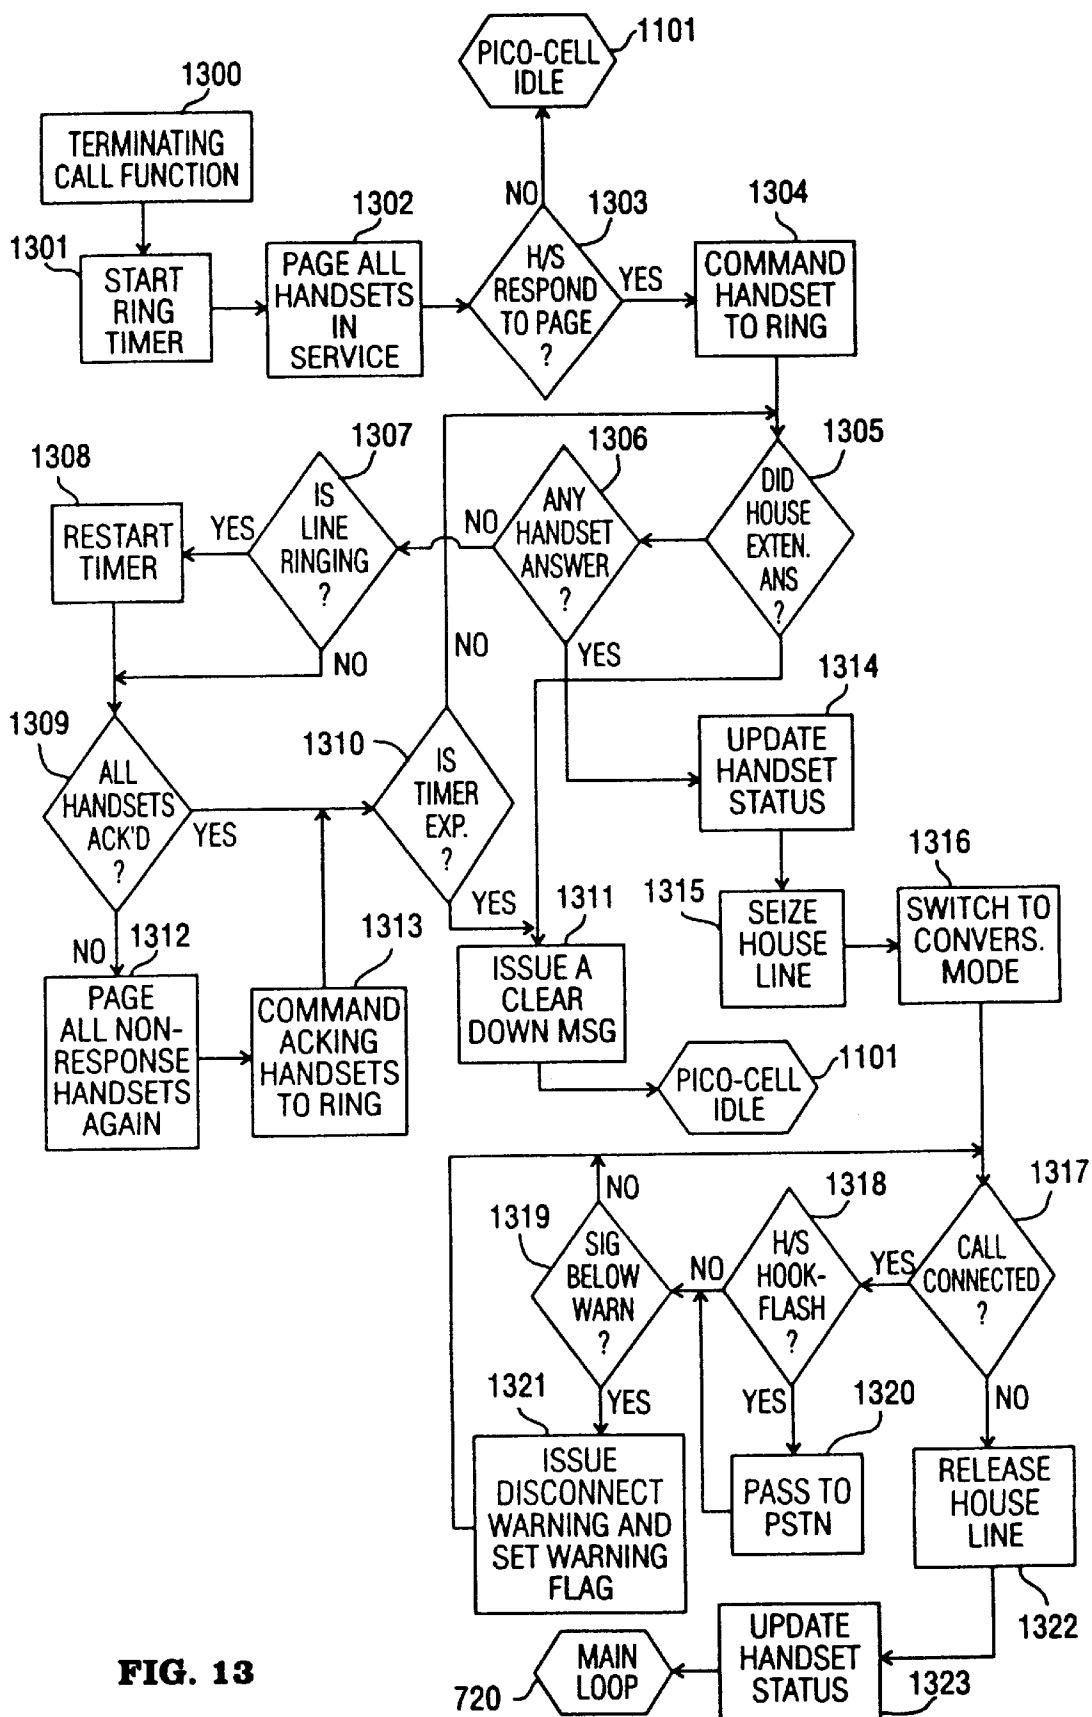 1101
PICO-CELL
IDLE
1300
TERMINATING
CALL FUNCTION
1301
START
RING
TIMER
1302
PAGE ALL
HANDSETS
IN
SERVICE
NO
1303
H/S
RESPOND
TO PAGE
?
YES
1304
COMMAND
HANDSET
TO RING
1305
DID
HOUSE
EXTEN.
ANS
?
1306
ANY
HANDSET
ANSWER
?
NO
YES
1307
IS
LINE
RINGING
?
YES
NO
1308
RESTART
TIMER
1309
ALL
HANDSETS
ACK'D
?
YES
NO
1310
IS
TIMER
EXP.
?
NO
YES
1311
ISSUE A
CLEAR
DOWN MSG
1101
PICO-CELL
IDLE
1312
PAGE
ALL NON-
RESPONSE
HANDSETS
AGAIN
1313
COMMAND
ACKING
HANDSETS
TO RING
1314
UPDATE
HANDSET
STATUS
1315
SEIZE
HOUSE
LINE
1316
SWITCH TO
CONVERS.
MODE
1317
CALL
CONNECTED
?
YES
NO
1318
H/S
HOOK-
FLASH
?
NO
YES
1319
SIG
BELOW
WARN
?
NO
YES
1320
PASS TO
PSTN
1321
ISSUE
DISCONNECT
WARNING AND
SET WARNING
FLAG
RELEASE
HOUSE
LINE
1322
UPDATE
HANDSET
STATUS
1323
MAIN
LOOP
720
FIG. 13